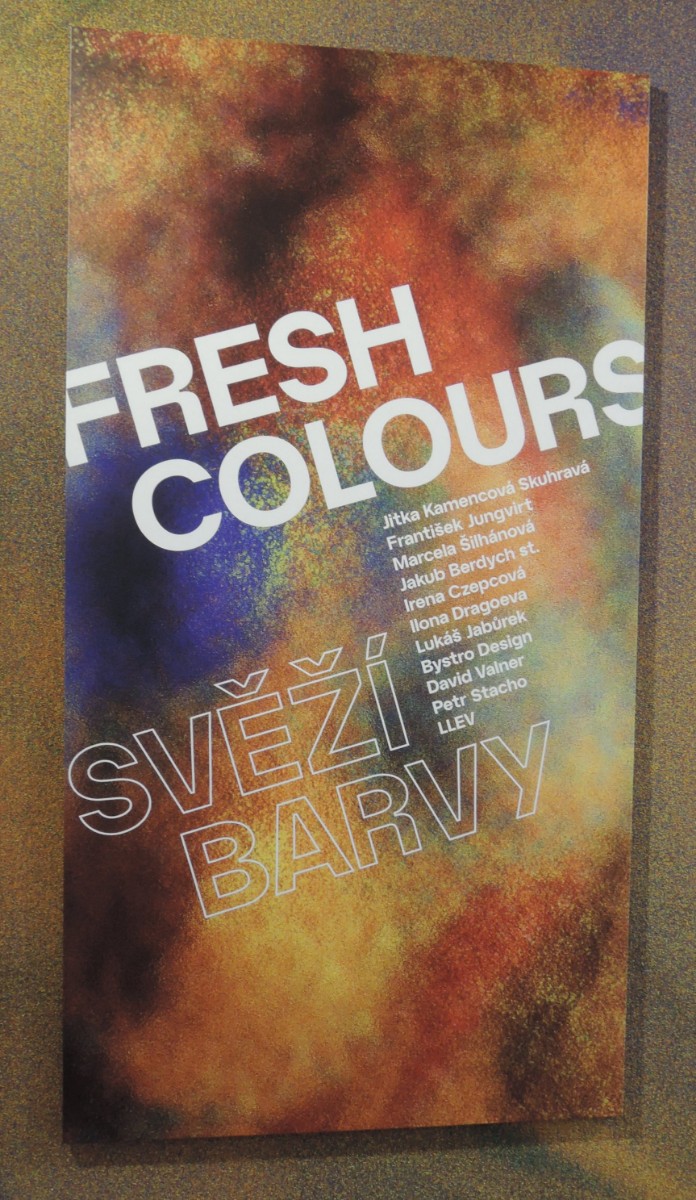 FRESH
COLOURS
Jitka Kamencová Skuhravá
František Jungvirt
Marcela Šilhánová
Jakub Berdych st.
Irena Czepcová
Ilona Dragoeva
Lukáš Jabůrek
Bystro Design
David Valner
Petr Stacho
LLEV
SVĚŽÍ
BARVY